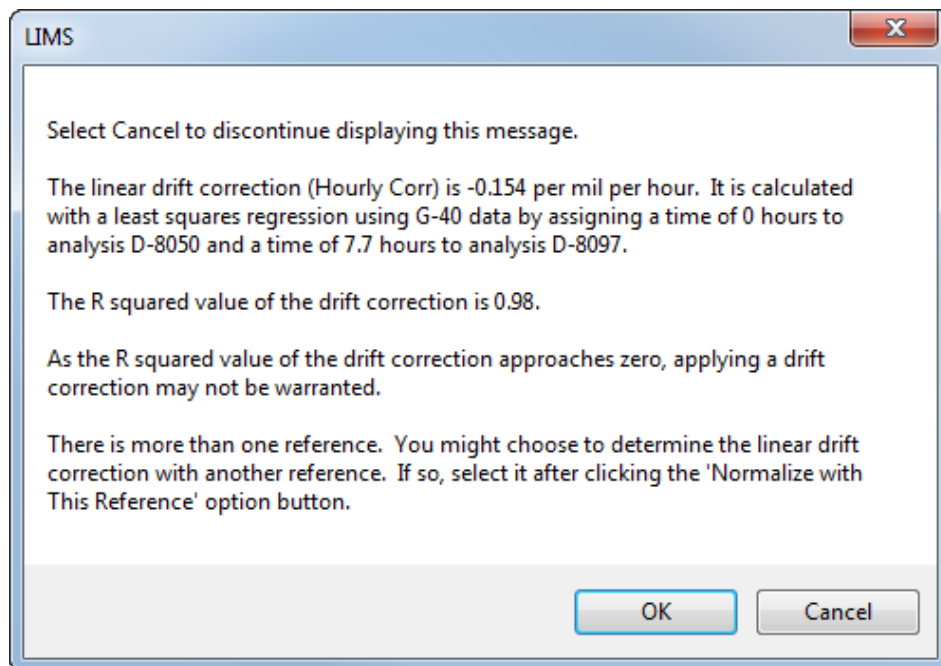 LIMS
Select Cancel to discontinue displaying this message.
The linear drift correction (Hourly Corr) is -0.154 per mil per hour.  It is calculated
with a least squares regression using G-40 data by assigning a time of 0 hours to
analysis D-8050 and a time of 7.7 hours to analysis D-8097.
The R squared value of the drift correction is 0.98.
As the R squared value of the drift correction approaches zero, applying a drift
correction may not be warranted.
There is more than one reference.  You might choose to determine the linear drift
correction with another reference.  If so, select it after clicking the 'Normalize with
This Reference' option button.
OK
Cancel